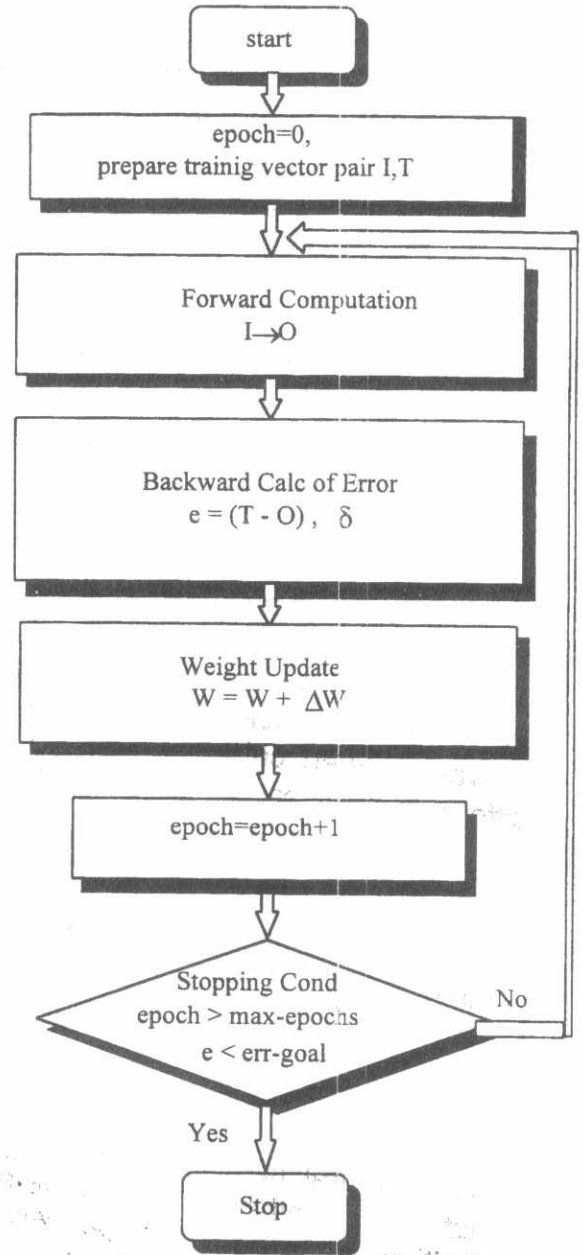 start
epoch=0,
prepare trainig vector pair I,T
Forward Computation
I→O
Backward Calc of Error
e = (T - O) , δ
Weight Update
W = W + ΔW
epoch=epoch+1
Stopping Cond
epoch > max-epochs
e < err-goal
No
Yes
Stop